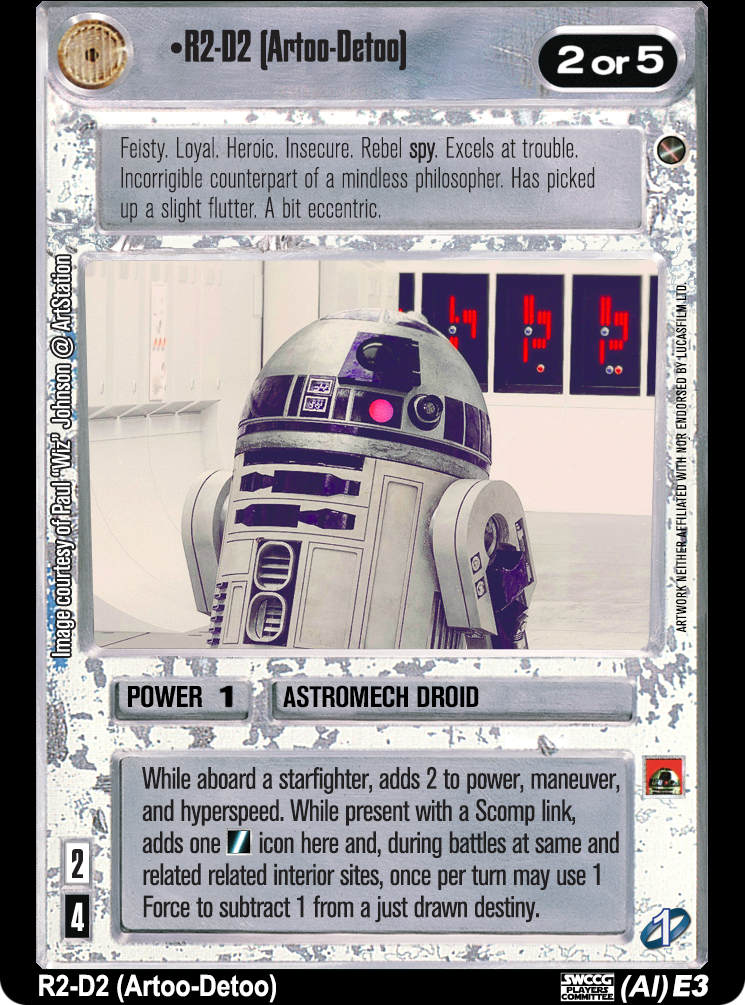 •R2-D2 (Artoo-Detoo)
2 or 5
Feisty. Loyal. Heroic. Insecure. Rebel spy. Excels at trouble.
Incorrigible counterpart of a mindless philosopher. Has picked
up a slight flutter. A bit eccentric.
Image courtesy of Paul "Wiz" Johnson @ ArtStation
ARTWORK NEITHER AFFILIATED WITH NOR ENDORSED BY LUCASFILM LTD.
POWER 1
ASTROMECH DROID
While aboard a starfighter, adds 2 to power, maneuver,
and hyperspeed. While present with a Scomp link,
adds one icon here and, during battles at same and
related related interior sites, once per turn may use 1
Force to subtract 1 from a just drawn destiny.
2
4
1
R2-D2 (Artoo-Detoo)
SWCCG
PLAYERS
COMMITTEE
(AI) E3